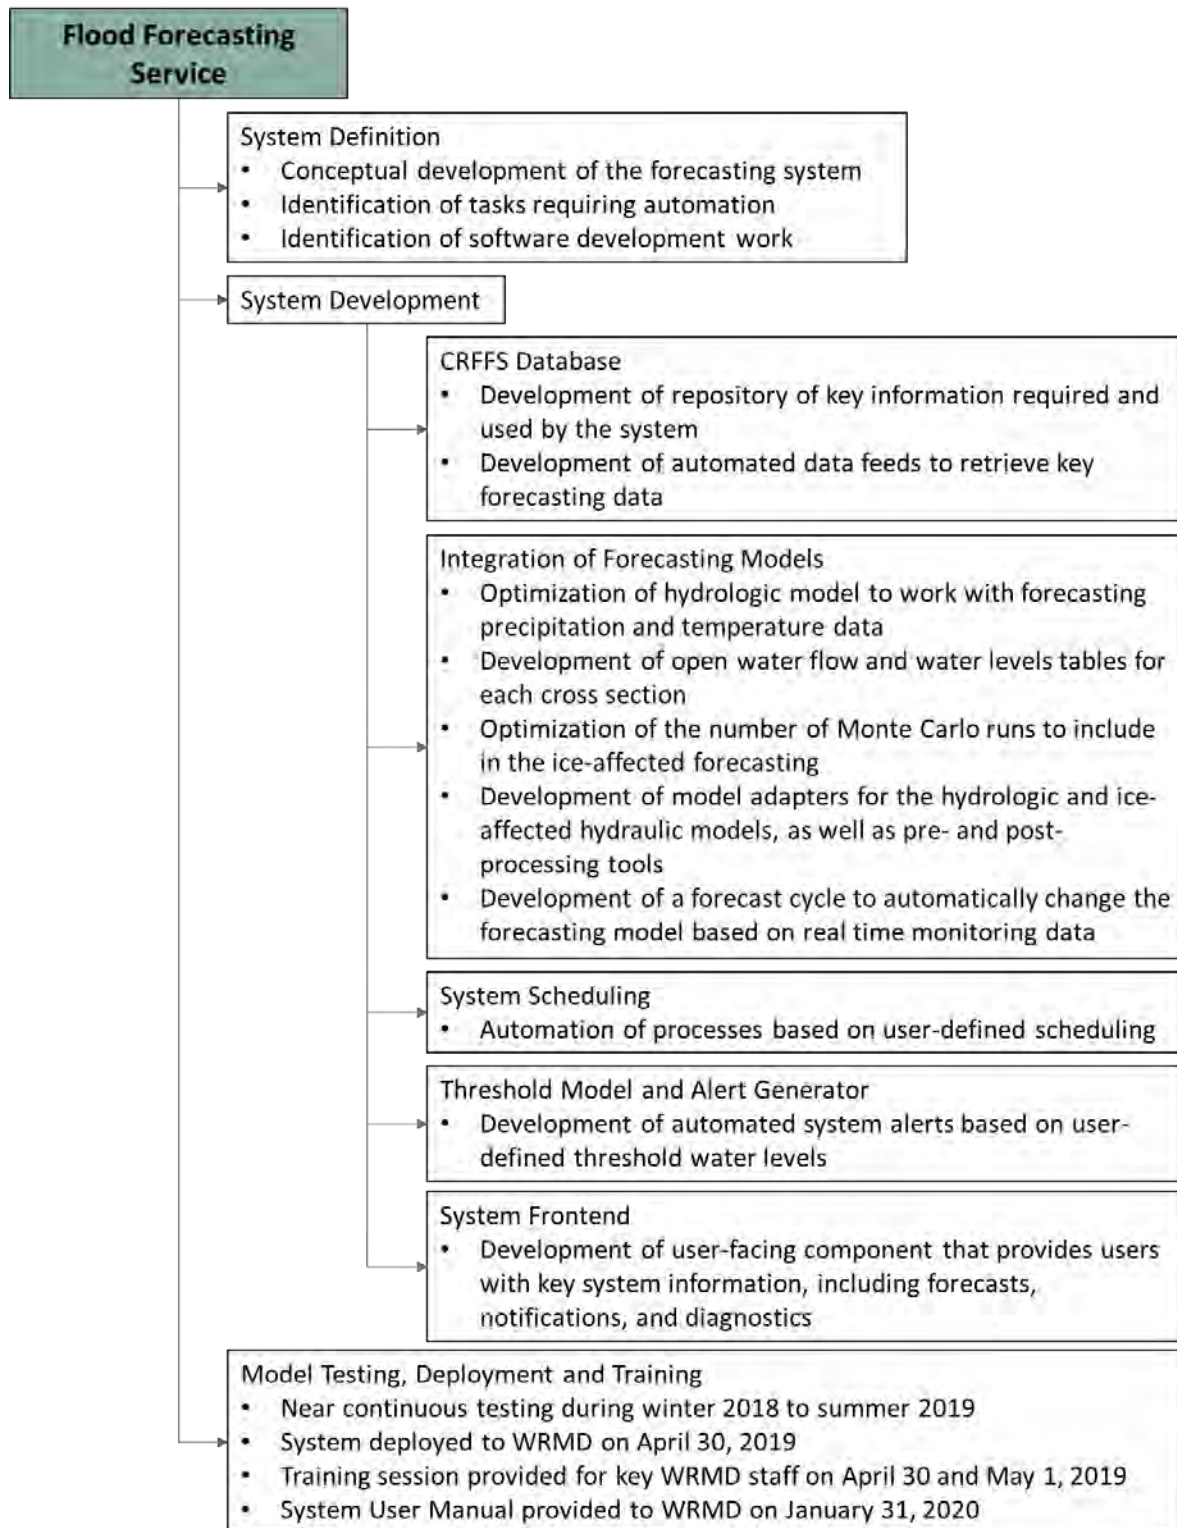 Flood Forecasting
Service
System Definition
• Conceptual development of the forecasting system
• Identification of tasks requiring automation
• Identification of software development work
System Development
CRFFS Database
• Development of repository of key information required and
used by the system
• Development of automated data feeds to retrieve key
forecasting data
Integration of Forecasting Models
• Optimization of hydrologic model to work with forecasting
precipitation and temperature data
• Development of open water flow and water levels tables for
each cross section
• Optimization of the number of Monte Carlo runs to include
in the ice-affected forecasting
• Development of model adapters for the hydrologic and ice-
affected hydraulic models, as well as pre- and post-
processing tools
• Development of a forecast cycle to automatically change the
forecasting model based on real time monitoring data
System Scheduling
• Automation of processes based on user-defined scheduling
Threshold Model and Alert Generator
• Development of automated system alerts based on user-
defined threshold water levels
System Frontend
• Development of user-facing component that provides users
with key system information, including forecasts,
notifications, and diagnostics
Model Testing, Deployment and Training
• Near continuous testing during winter 2018 to summer 2019
• System deployed to WRMD on April 30, 2019
• Training session provided for key WRMD staff on April 30 and May 1, 2019
• System User Manual provided to WRMD on January 31, 2020